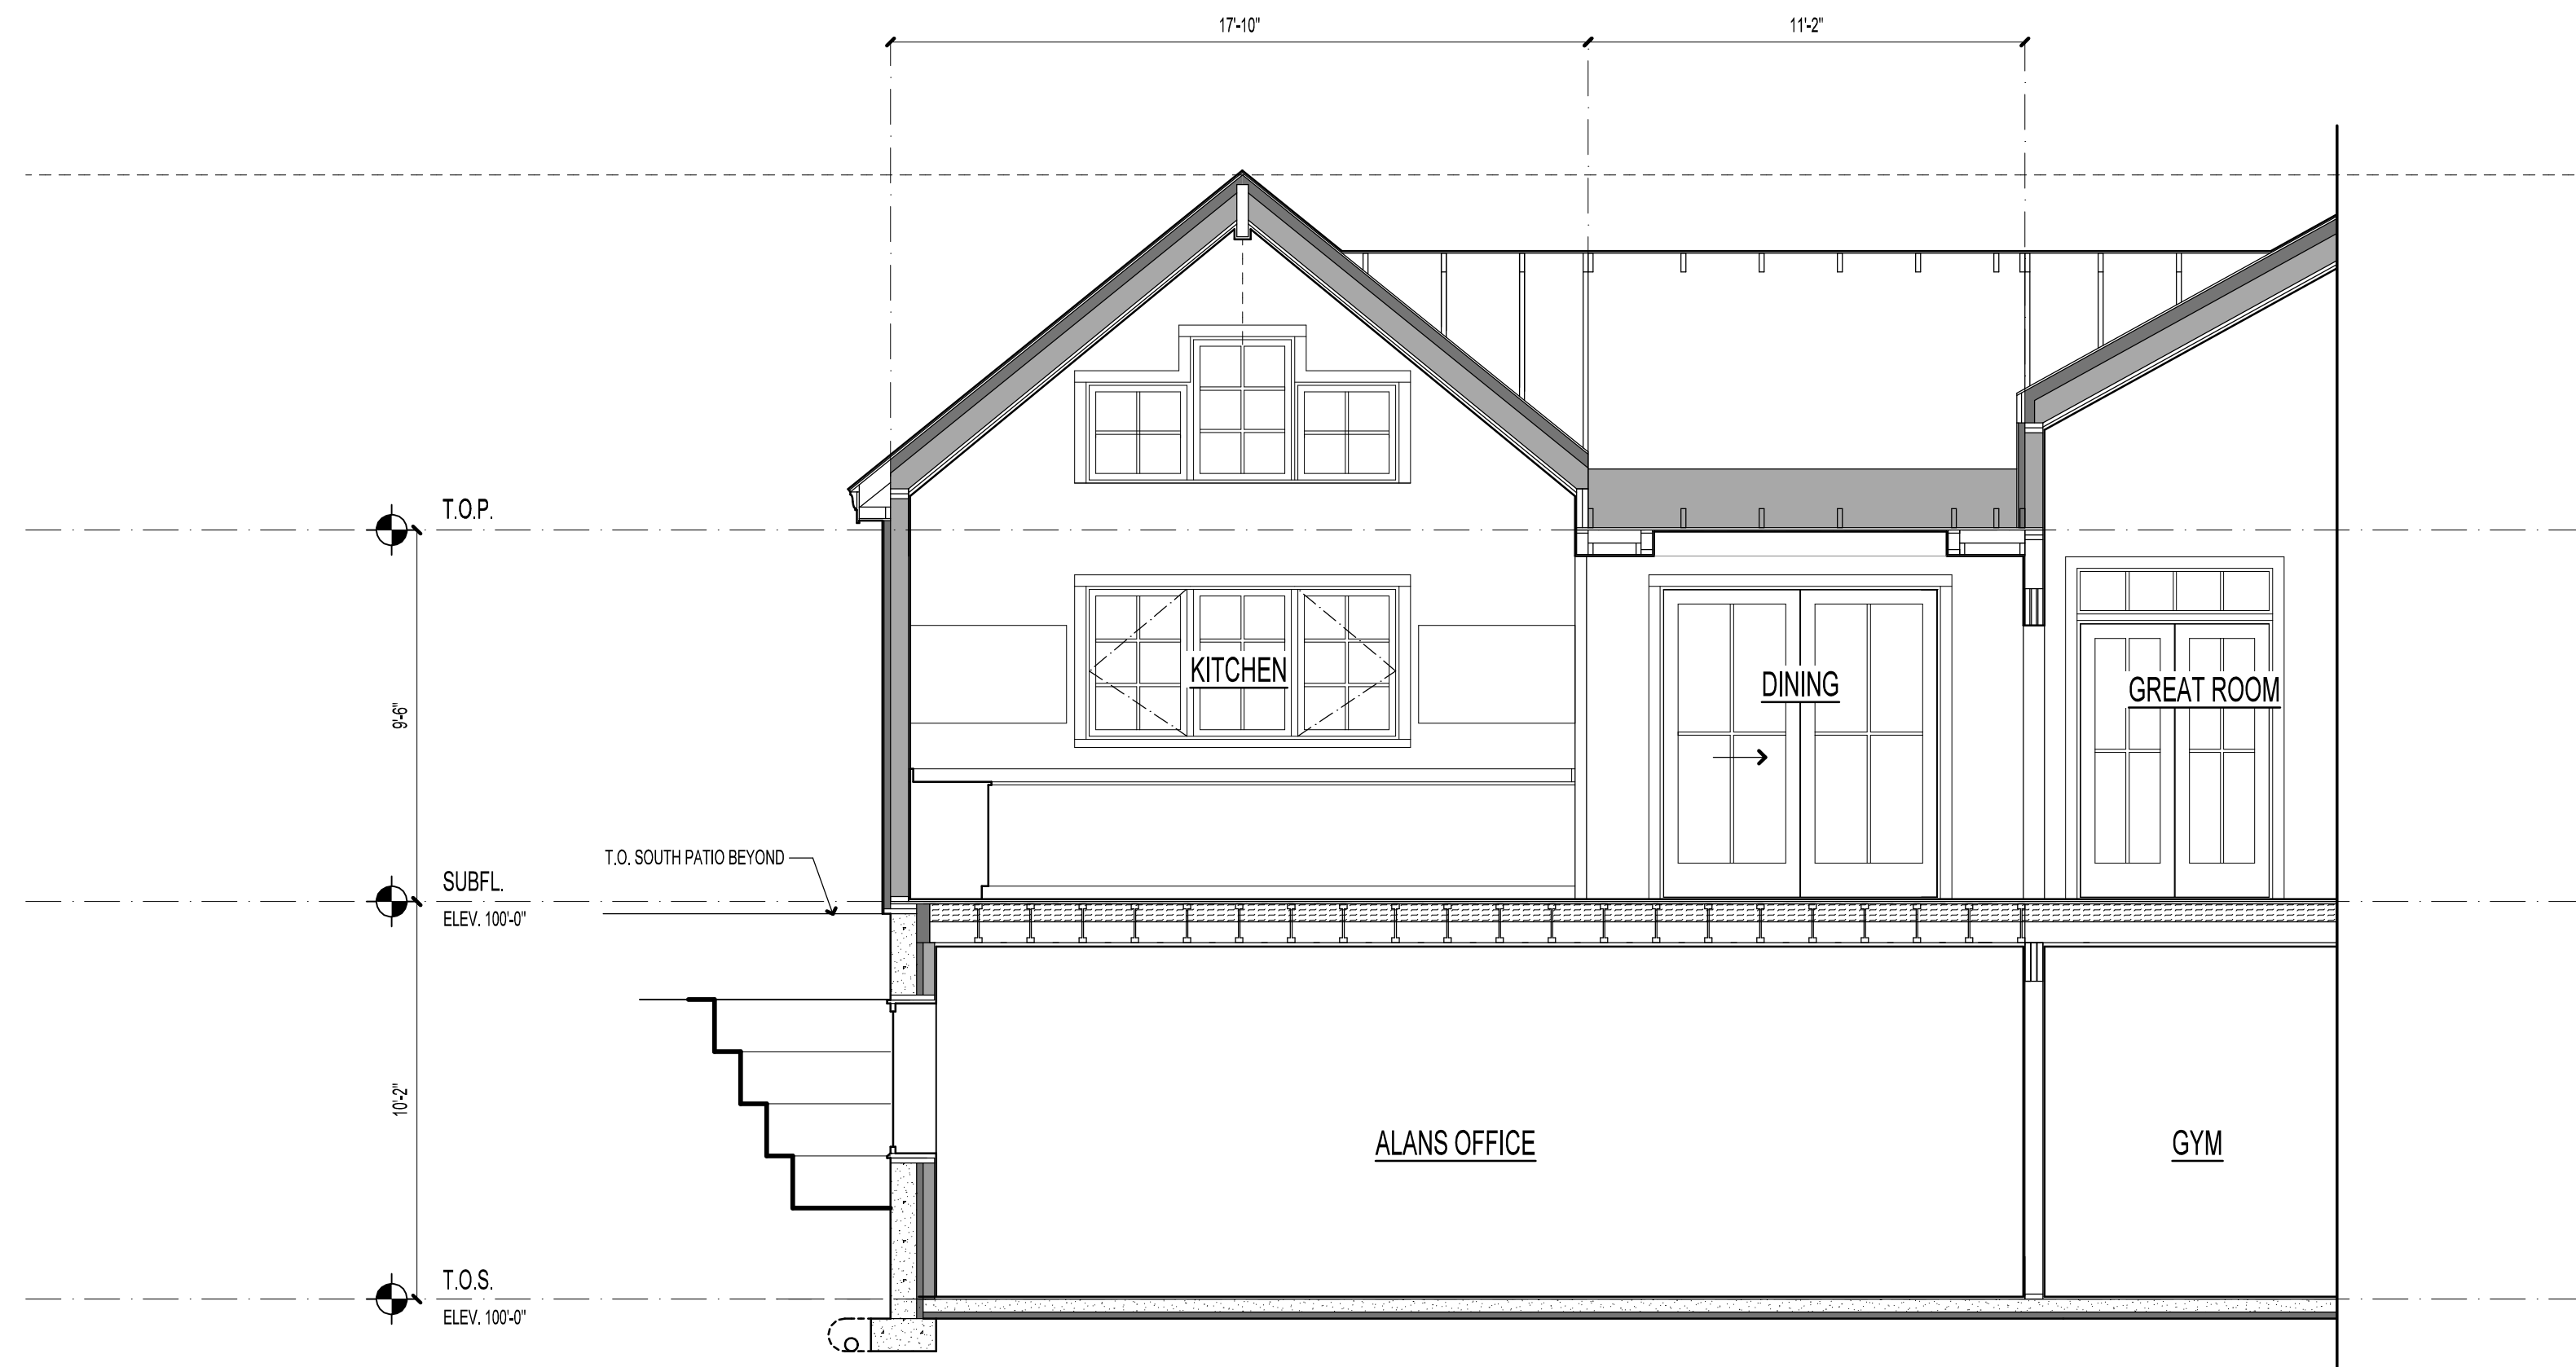 17'-10"
11'-2"
T.O.P.
9'-6"
KITCHEN
DINING
GREAT ROOM
T.O. SOUTH PATIO BEYOND
SUBFL.
ELEV. 100'-0"
10'-2"
ALANS OFFICE
GYM
T.O.S.
ELEV. 100'-0"